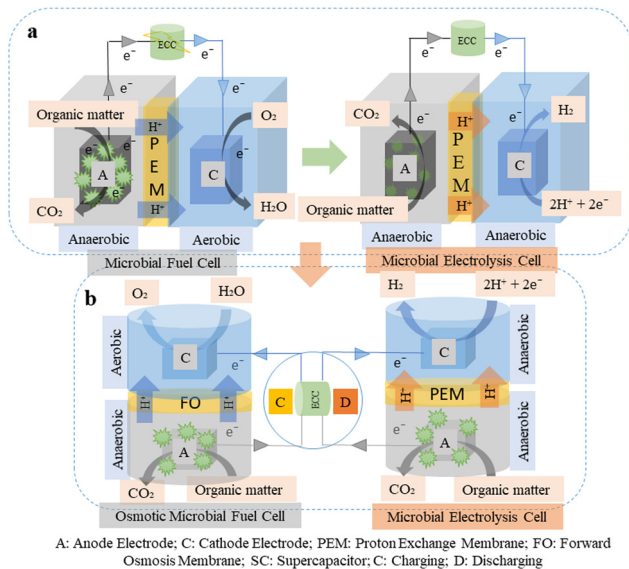 a
ECC
e⁻
e⁻
e⁻
e⁻
Organic matter
O₂
H⁺
e⁻
e⁻
e⁻
e⁻
A
PEM
C
H⁺
CO₂
H₂O
Anaerobic
Aerobic
Microbial Fuel Cell
ECC
e⁻
e⁻
e⁻
e⁻
CO₂
H₂
H⁺
e⁻
e⁻
A
PEM
C
H⁺
Organic matter
2H⁺ + 2e⁻
Anaerobic
Anaerobic
Microbial Electrolysis Cell
b
O₂
H₂O
H₂
2H⁺ + 2e⁻
Aerobic
C
e⁻
C
e⁻
Anaerobic
H⁺
FO
H⁺
C
ECC
D
H⁺
PEM
H⁺
Anaerobic
A
e⁻
A
e⁻
Anaerobic
CO₂
Organic matter
CO₂
Organic matter
Osmotic Microbial Fuel Cell
Microbial Electrolysis Cell
A: Anode Electrode; C: Cathode Electrode; PEM: Proton Exchange Membrane; FO: Forward
Osmosis Membrane; SC: Supercapacitor; C: Charging; D: Discharging